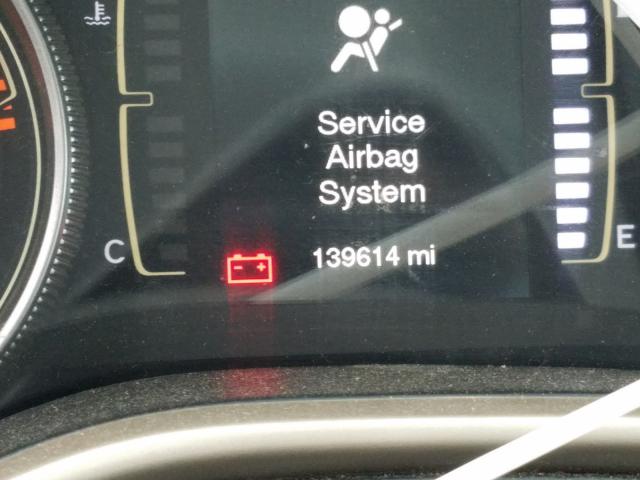 Service
Airbag
System
C
139614 mi
E